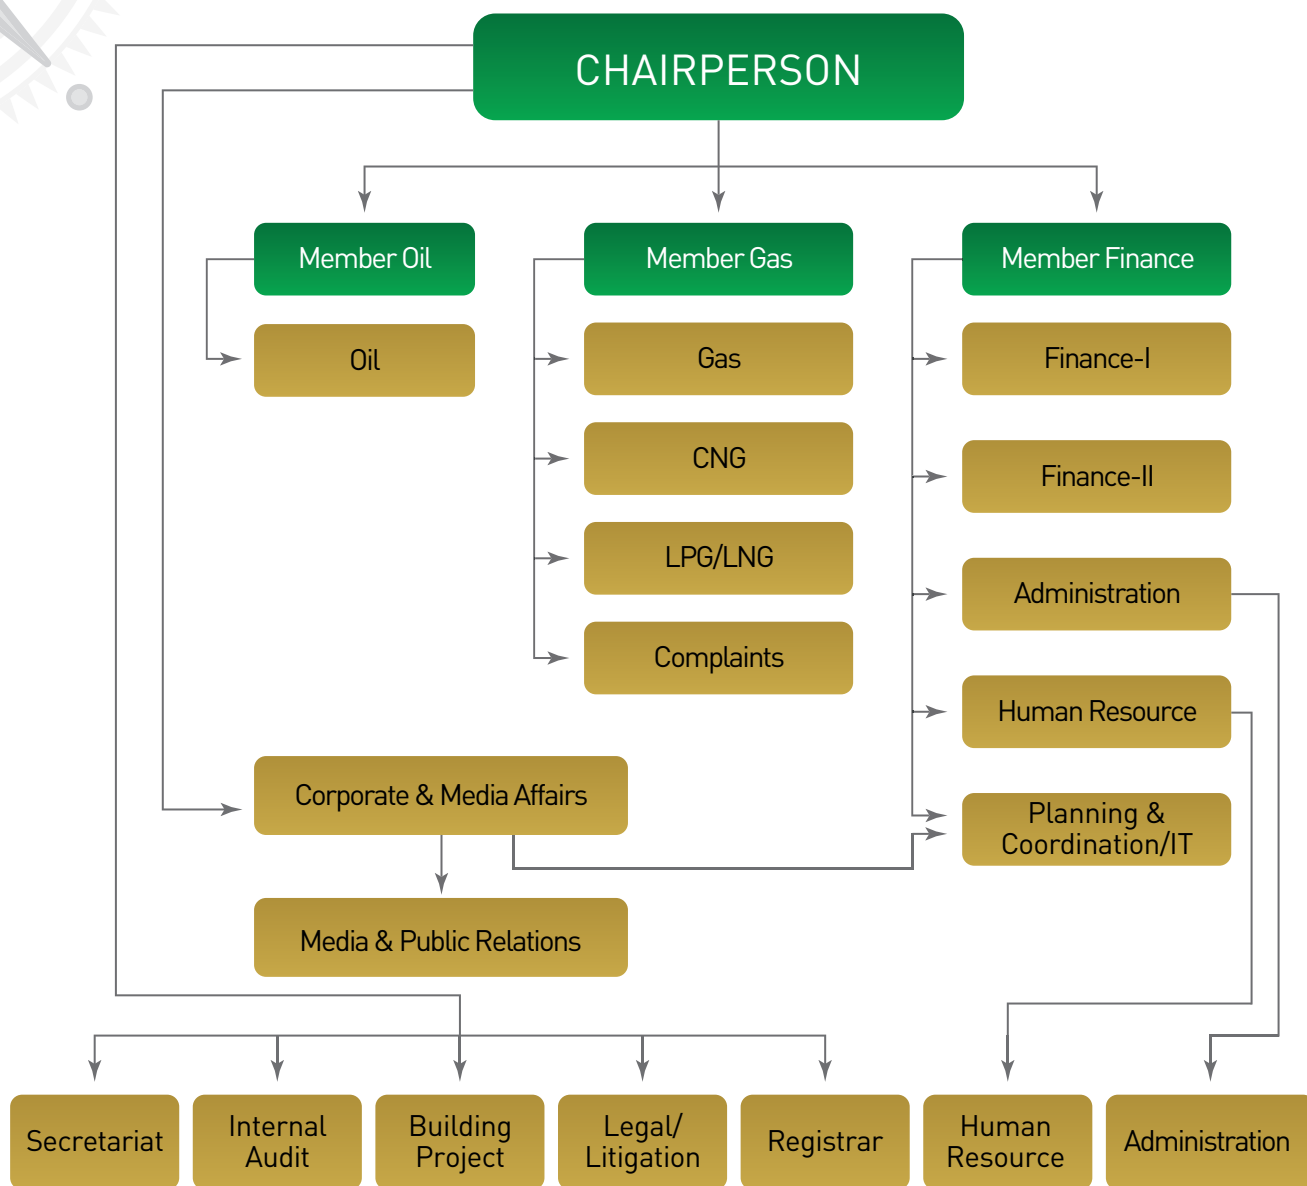 CHAIRPERSON
Member Oil
Member Gas
Member Finance
Oil
Gas
Finance-I
CNG
Finance-II
LPG/LNG
Administration
Complaints
Human Resource
Corporate & Media Affairs
Planning &
Coordination/IT
Media & Public Relations
Secretariat
Internal
Audit
Building
Project
Legal/
Litigation
Registrar
Human
Resource
Administration